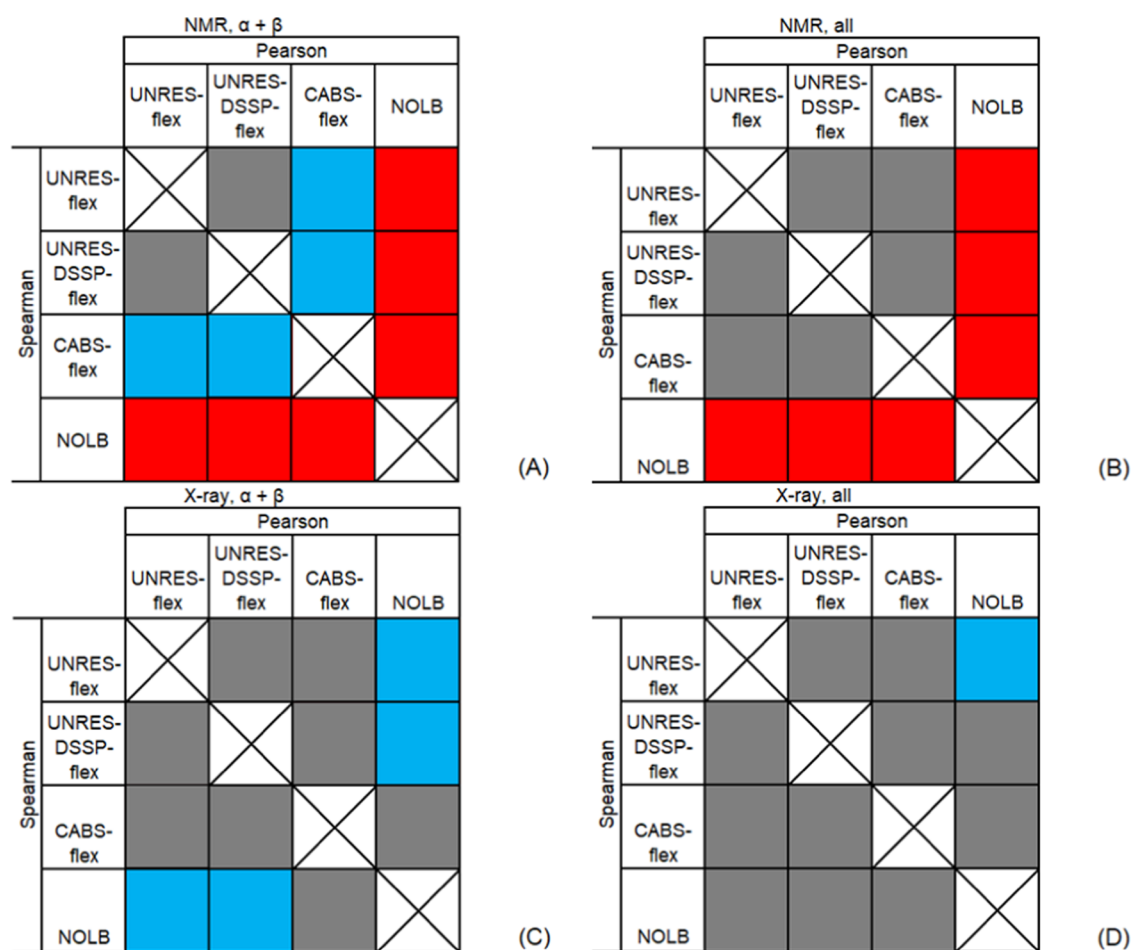 NMR, α + β
Pearson
UNRES-
flex
UNRES-
DSSP-
flex
CABS-
flex
NOLB
Spearman
UNRES-
flex
UNRES-
DSSP-
flex
CABS-
flex
NOLB
(A)
NMR, all
Pearson
UNRES-
flex
UNRES-
DSSP-
flex
CABS-
flex
NOLB
Spearman
UNRES-
flex
UNRES-
DSSP-
flex
CABS-
flex
NOLB
(B)
X-ray, α + β
Pearson
UNRES-
flex
UNRES-
DSSP-
flex
CABS-
flex
NOLB
Spearman
UNRES-
flex
UNRES-
DSSP-
flex
CABS-
flex
NOLB
(C)
X-ray, all
Pearson
UNRES-
flex
UNRES-
DSSP-
flex
CABS-
flex
NOLB
Spearman
UNRES-
flex
UNRES-
DSSP-
flex
CABS-
flex
NOLB
(D)